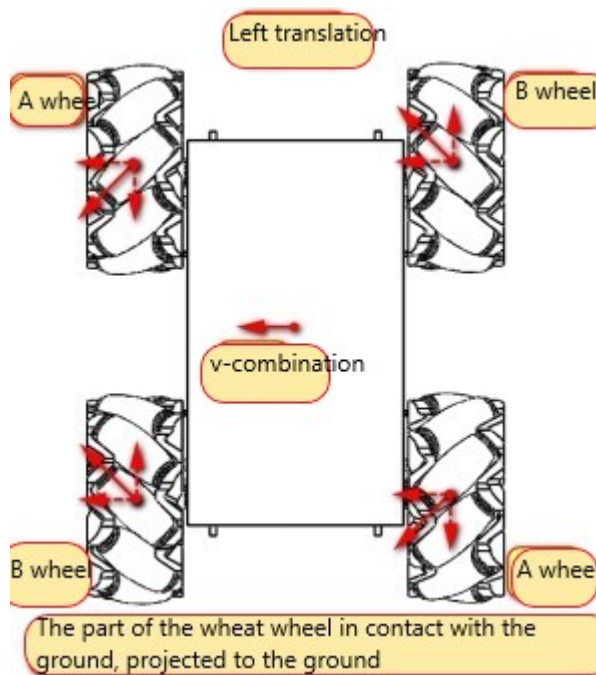 Left translation
A wheel
B wheel
v-combination
B wheel
A wheel
The part of the wheat wheel in contact with the
ground, projected to the ground